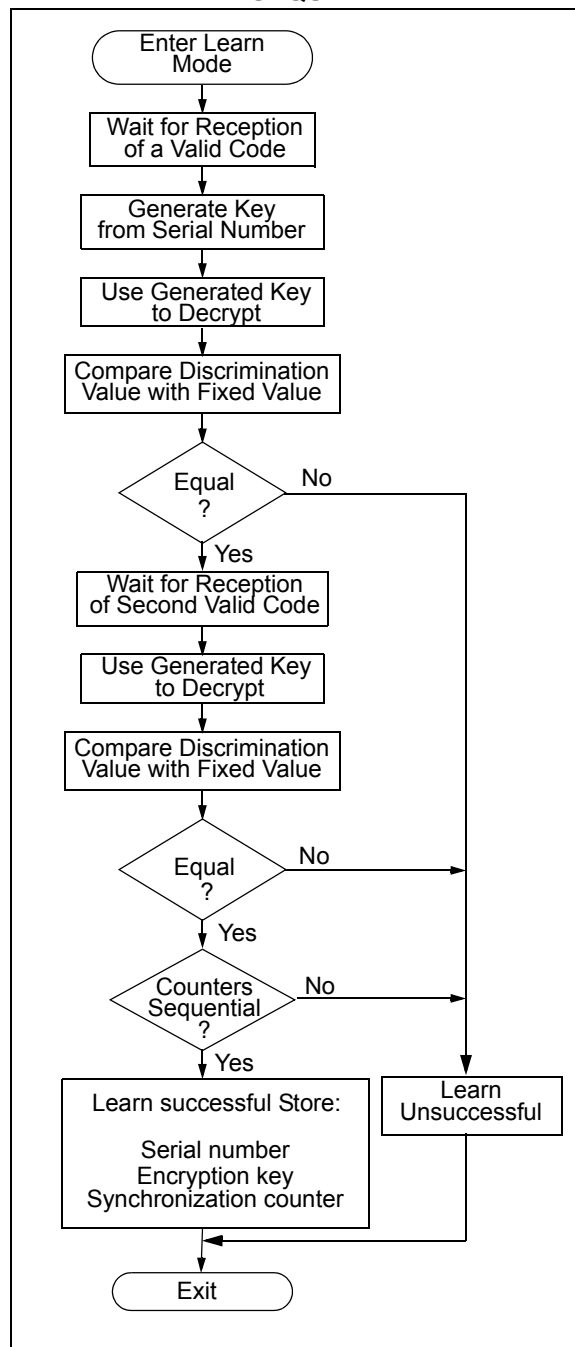 Enter Learn
Mode
Wait for Reception
of a Valid Code
Generate Key
from Serial Number
Use Generated Key
to Decrypt
Compare Discrimination
Value with Fixed Value
Equal
?
No
Yes
Wait for Reception
of Second Valid Code
Use Generated Key
to Decrypt
Compare Discrimination
Value with Fixed Value
Equal
?
No
Yes
Counters
Sequential
?
No
Yes
Learn successful Store:
Serial number
Encryption key
Synchronization counter
Learn
Unsuccessful
Exit